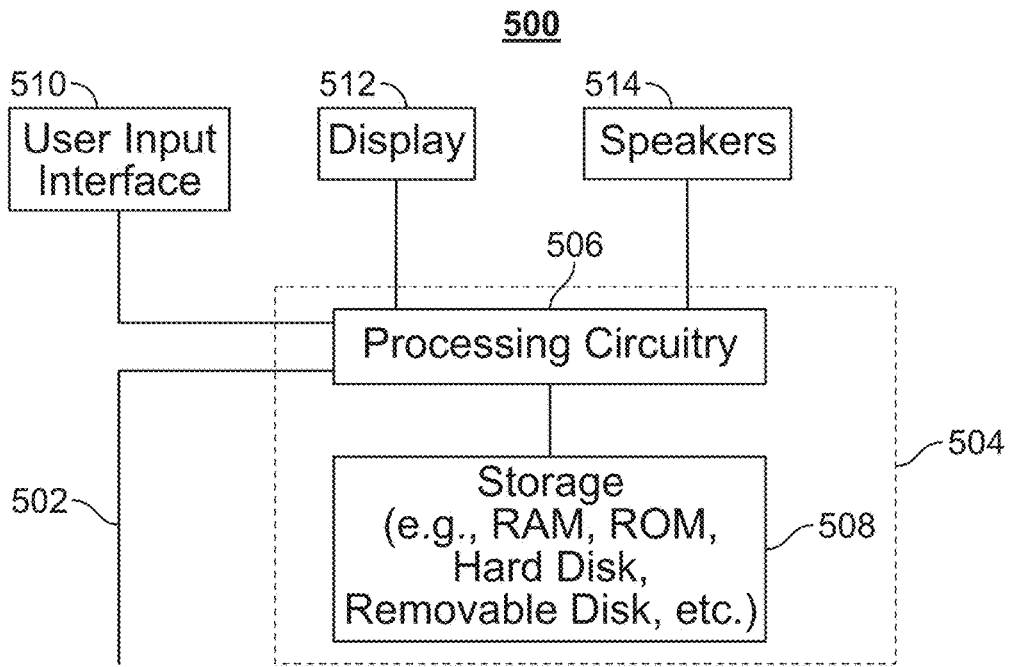 500
510
512
514
User Input
Interface
Display
Speakers
506
Processing Circuitry
504
502
Storage
(e.g., RAM, ROM,
Hard Disk,
Removable Disk, etc.)
508